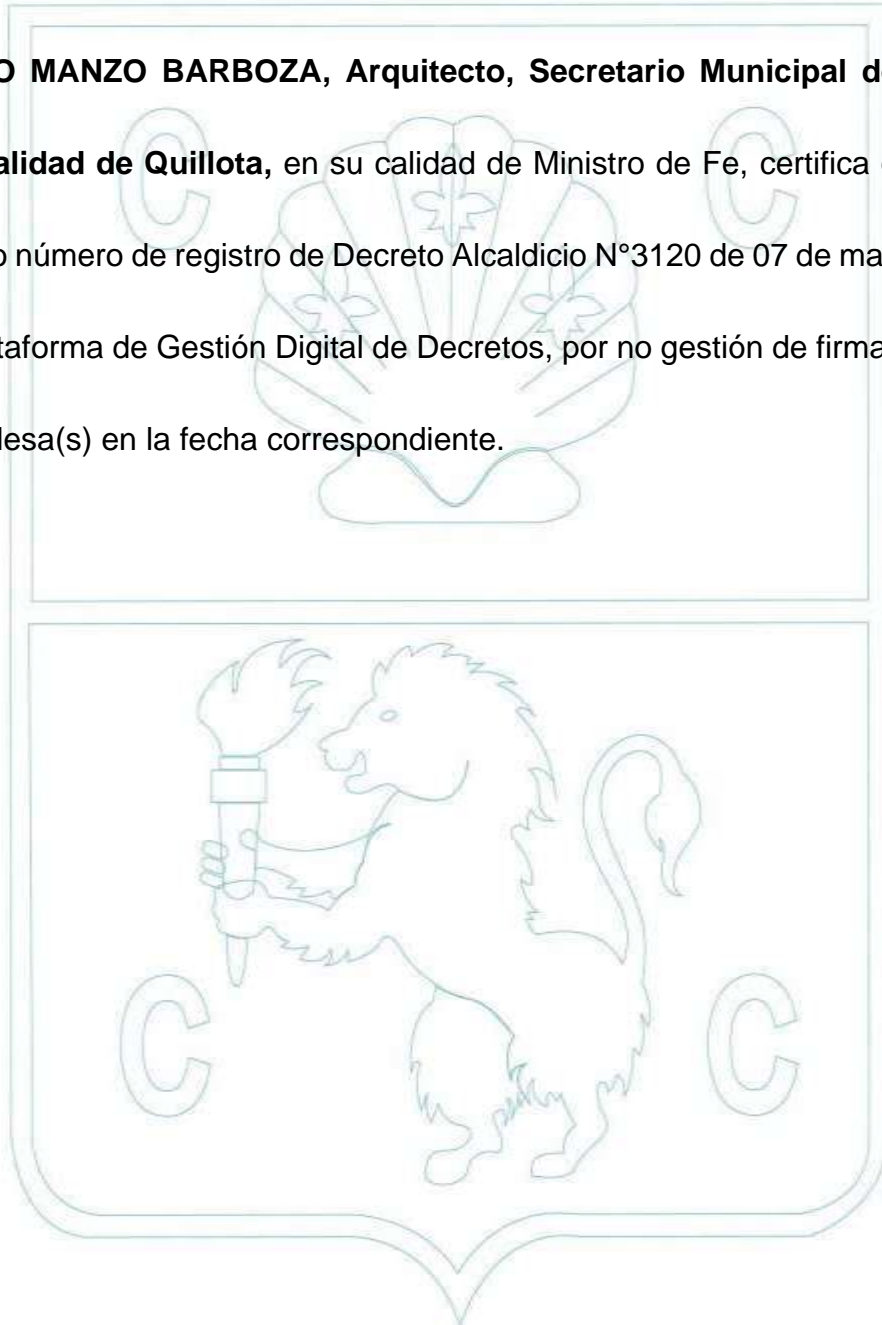 O MANZO BARBOZA, Arquitecto, Secretario Municipal d
C C
alidad de Quillota, en su calidad de Ministro de Fe, certifica
o número de registro de Decreto Alcaldicio N°3120 de 07 de ma
taforma de Gestión Digital de Decretos, por no gestión de firma
desa(s) en la fecha correspondiente.
C C